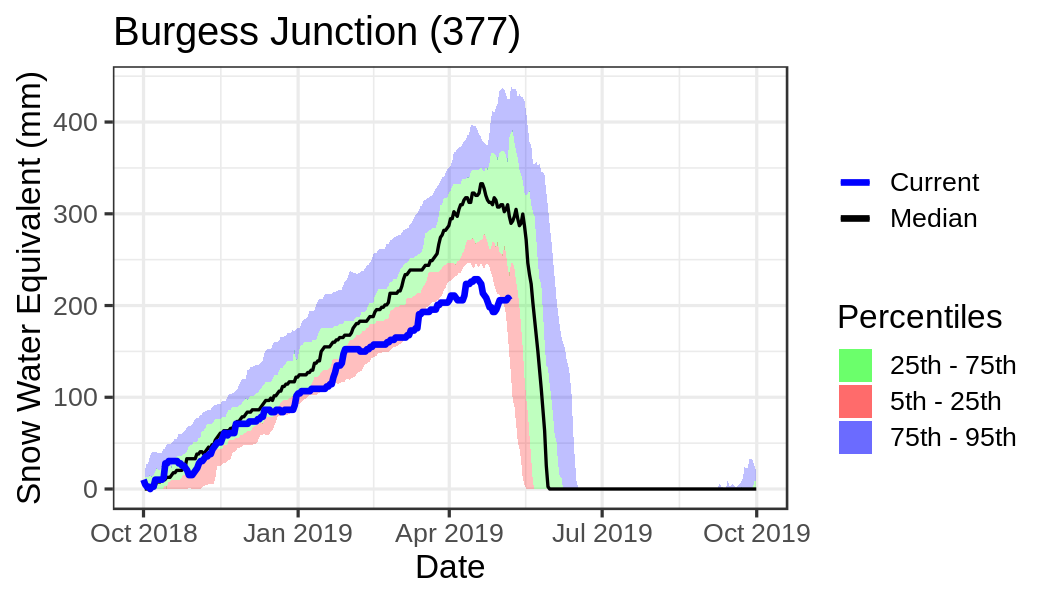 Burgess Junction (377)
Snow Water Equivalent (mm)
400
300
200
100
0
Oct 2018
Jan 2019
Apr 2019
Jul 2019
Oct 2019
Date
Current
Median
Percentiles
25th - 75th
5th - 25th
75th - 95th